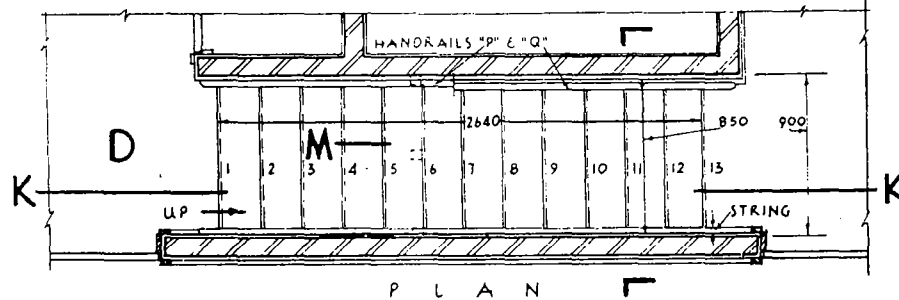 HANDRAILS "P" & "Q"
2640
850
900
D
M
1 2 3 4 5 6 7 8 9 10 11 12 13
K K
UP
STRING
PLAN